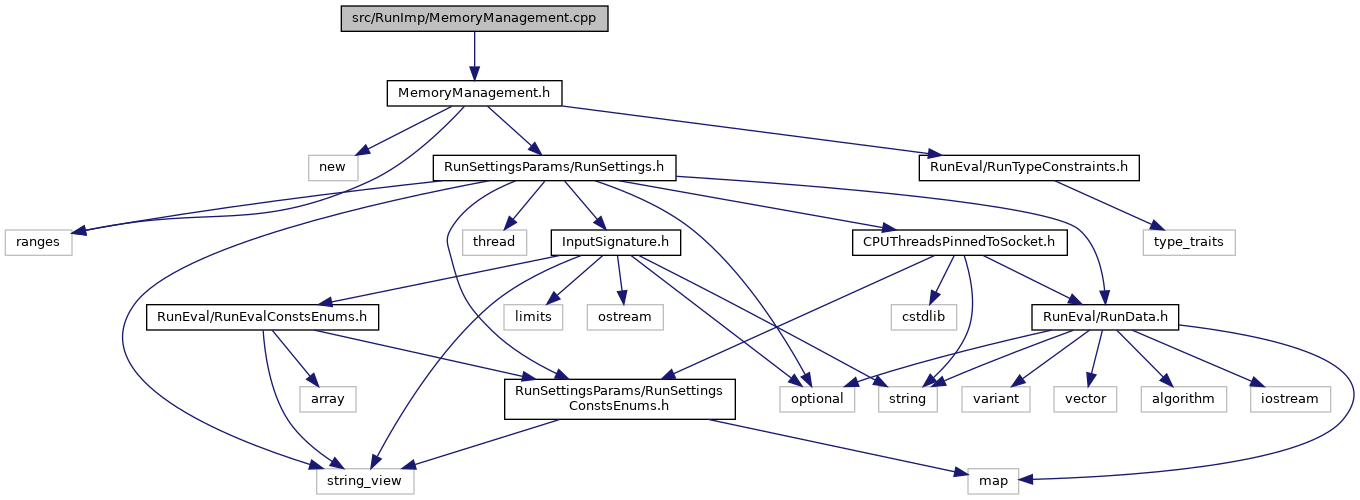 src/RunImp/MemoryManagement.cpp
MemoryManagement.h
new
RunSettingsParams/RunSettings.h
RunEval/RunTypeConstraints.h
ranges
thread
InputSignature.h
CPUThreadsPinnedToSocket.h
type_traits
RunEval/RunEvalConstsEnums.h
limits
ostream
cstdlib
RunEval/RunData.h
array
RunSettingsParams/RunSettings
ConstsEnums.h
optional
string
variant
vector
algorithm
iostream
string_view
map